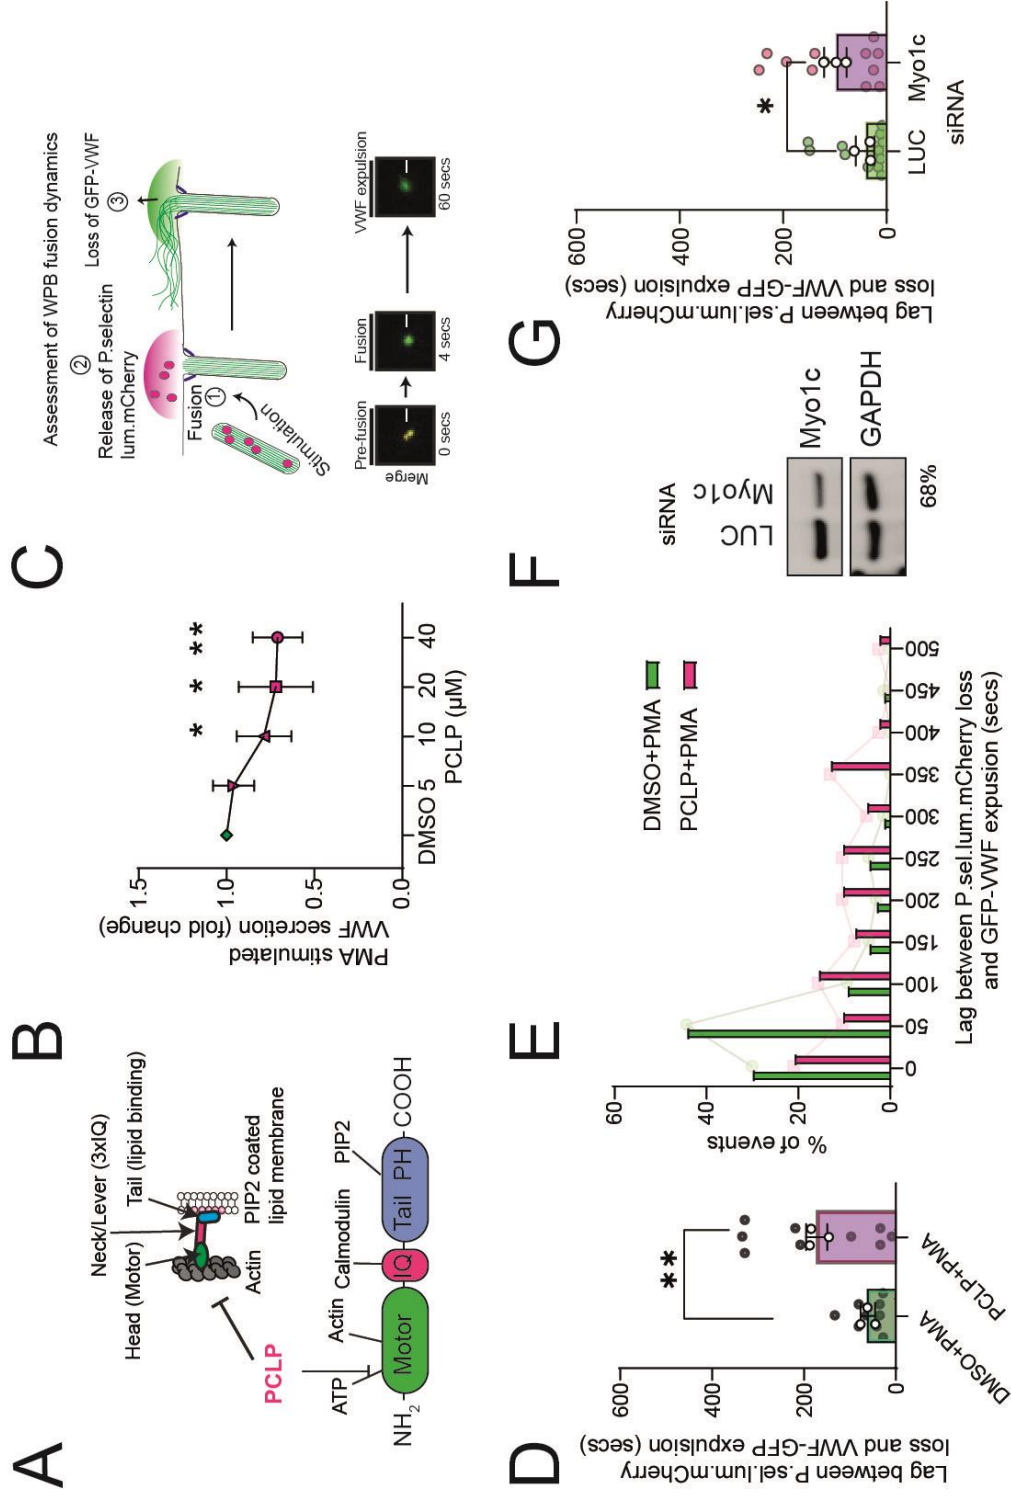 A
Neck/Lever (3xIQ)
Head (Motor)
Tail (lipid binding)
Actin
PIP2 coated
lipid membrane
PCLP
ATP
Actin
Calmodulin
PIP2
NH2
Motor
IQ
Tail PH
COOH
B
PMA stimulated
VWF secretion (fold change)
1.5
1.0
0.5
0.0
*
*
**
DMSO 5 10 20 40
PCLP (µM)
C
Assessment of WPB fusion dynamics
②
Release of P.selectin
lum.mCherry
Loss of GFP-VWF
③
Fusion
①
Stimulation
Pre-fusion
Fusion
VWF expulsion
Merge
0 secs
4 secs
60 secs
D
Lag between P.sel.lum.mCherry
loss and VWF-GFP expulsion (secs)
600
400
200
0
**
DMSO+PMA
PCLP+PMA
E
% of events
60
40
20
0
DMSO+PMA
PCLP+PMA
0 50 100 150 200 250 300 350 400 450 500
Lag between P.sel.lum.mCherry loss
and GFP-VWF expusion (secs)
F
siRNA
LUC
Myo1c
Myo1c
GAPDH
68%
G
Lag between P.sel.lum.mCherry
loss and VWF-GFP expulsion (secs)
600
400
200
0
*
LUC
Myo1c
siRNA